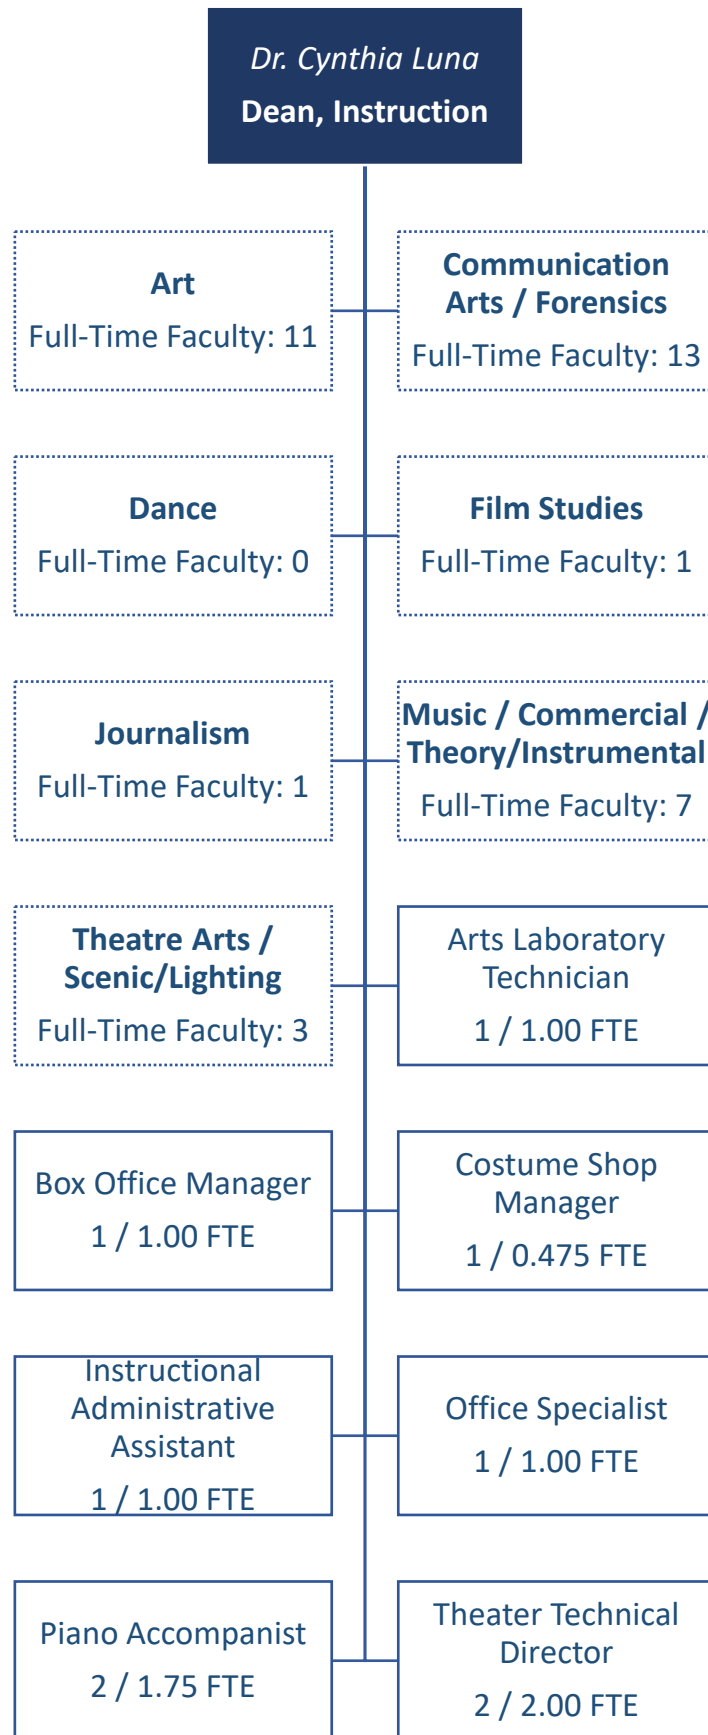 Dr. Cynthia Luna
Dean, Instruction
Art
Full-Time Faculty: 11
Communication
Arts / Forensics
Full-Time Faculty: 13
Dance
Full-Time Faculty: 0
Film Studies
Full-Time Faculty: 1
Journalism
Full-Time Faculty: 1
Music / Commercial /
Theory/Instrumental
Full-Time Faculty: 7
Theatre Arts /
Scenic/Lighting
Full-Time Faculty: 3
Arts Laboratory
Technician
1 / 1.00 FTE
Box Office Manager
1 / 1.00 FTE
Costume Shop
Manager
1 / 0.475 FTE
Instructional
Administrative
Assistant
1 / 1.00 FTE
Office Specialist
1 / 1.00 FTE
Piano Accompanist
2 / 1.75 FTE
Theater Technical
Director
2 / 2.00 FTE